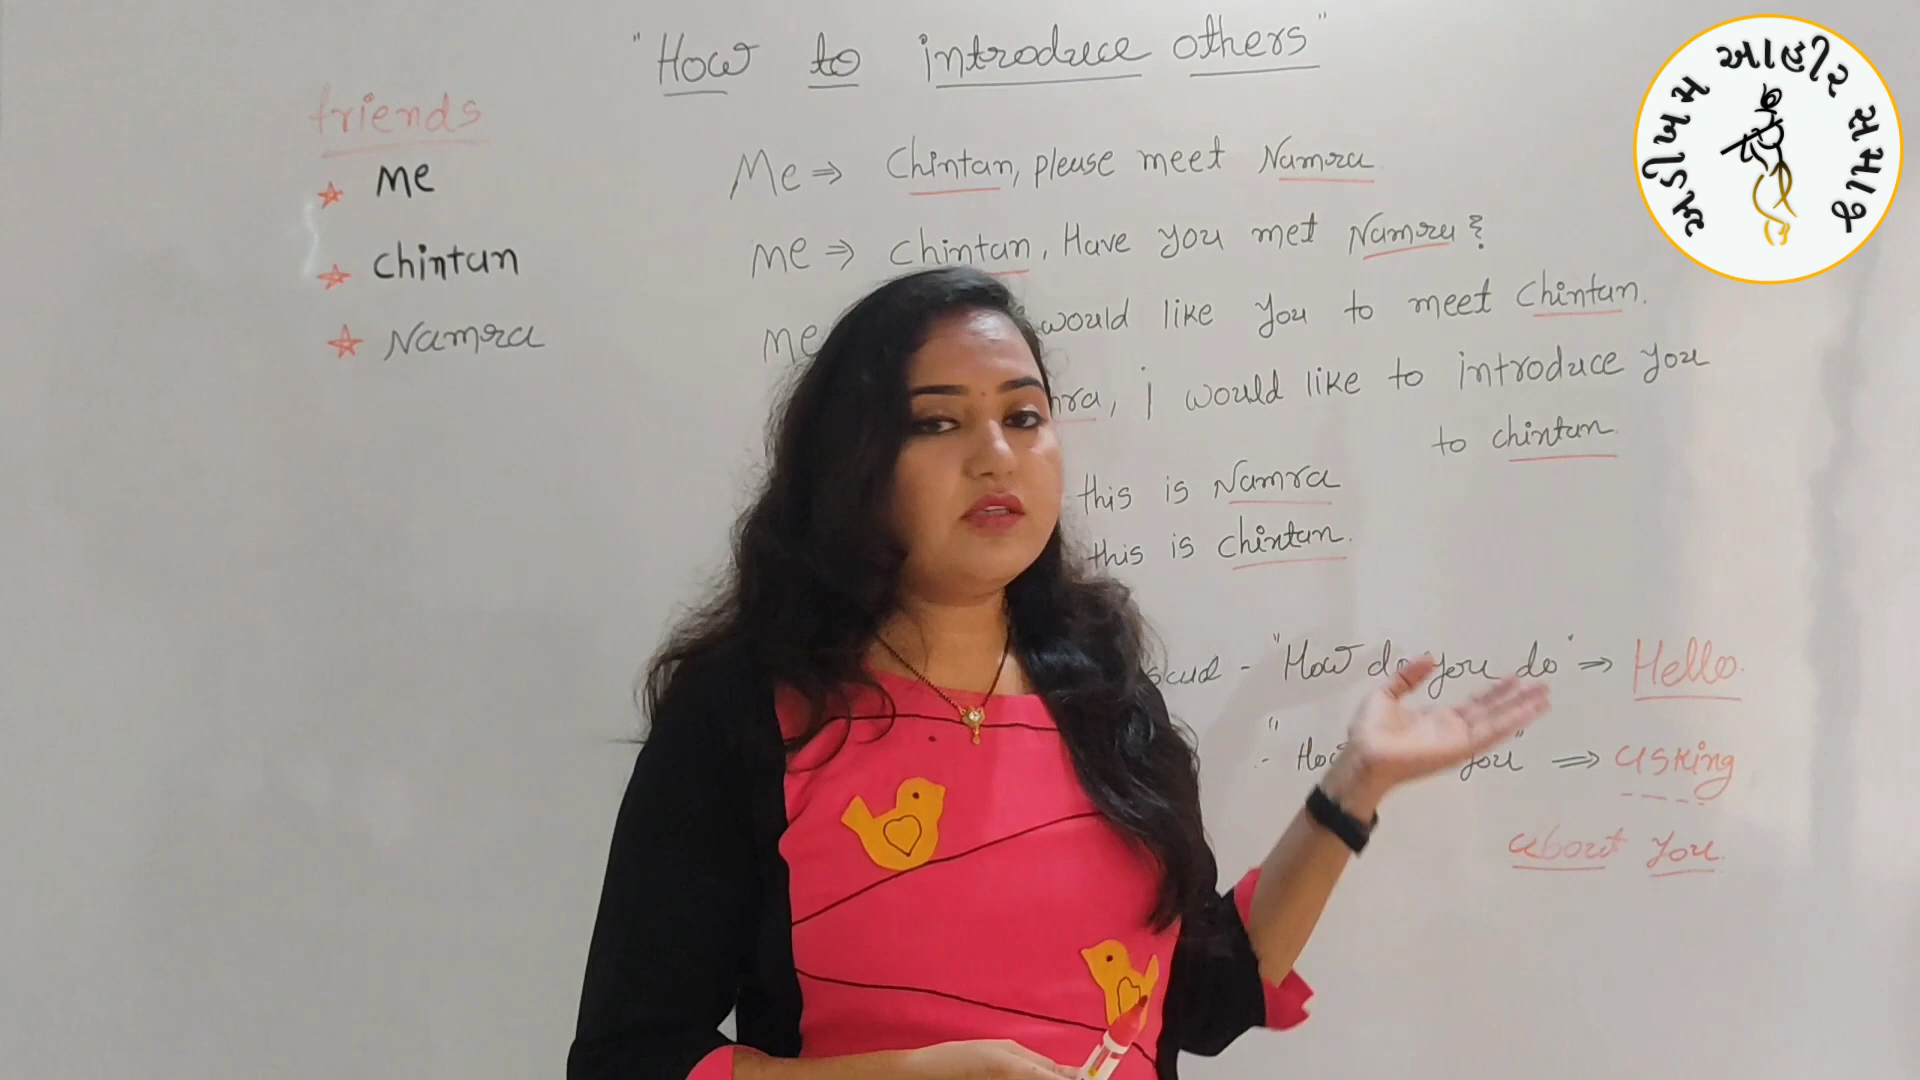 "How to introduce others"
friends
Me
Chintan
Namra
Me ⇒ Chintan, please meet Namra.
Me ⇒ Chintan, Have you met Namra?
Me would like you to meet Chintan.
, i would like to introduce you
to Chintan.
this is Namra
this is Chintan.
- "How do you do" ⇒ Hello.
you" ⇒ asking
about you.
અડીખમ આહીર સમાજ